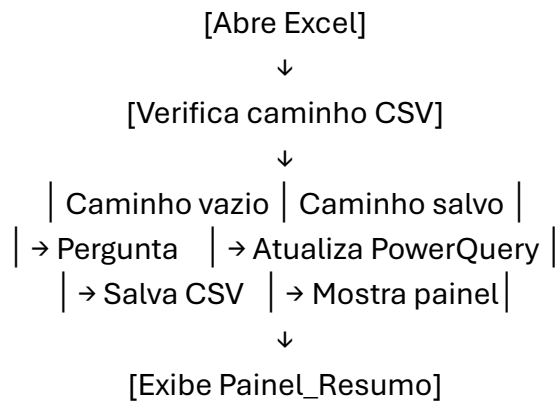 [Abre Excel]
↓
[Verifica caminho CSV]
↓
| Caminho vazio | Caminho salvo |
| → Pergunta | → Atualiza PowerQuery |
| → Salva CSV | → Mostra painel|
↓
[Exibe Painel_Resumo]